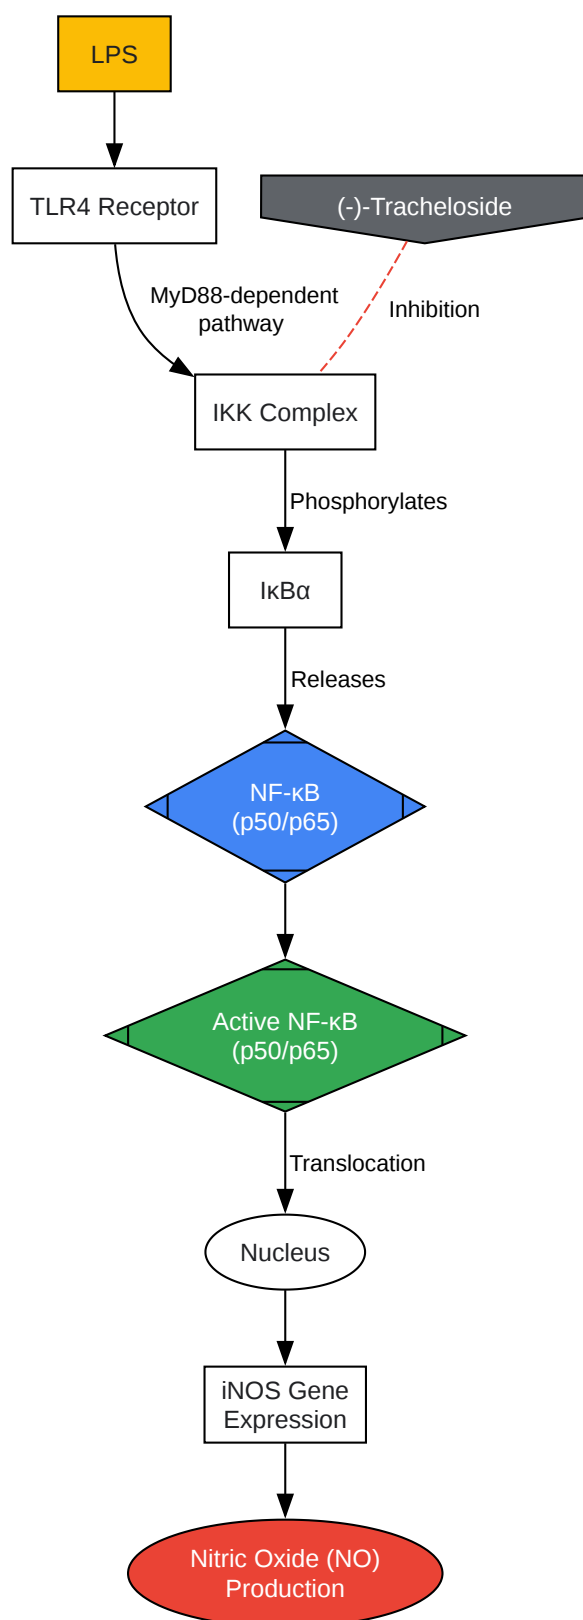 LPS
TLR4 Receptor
(-)-Tracheloside
MyD88-dependent
pathway
Inhibition
IKK Complex
Phosphorylates
IκBα
Releases
NF-κB
(p50/p65)
Active NF-κB
(p50/p65)
Translocation
Nucleus
iNOS Gene
Expression
Nitric Oxide (NO)
Production